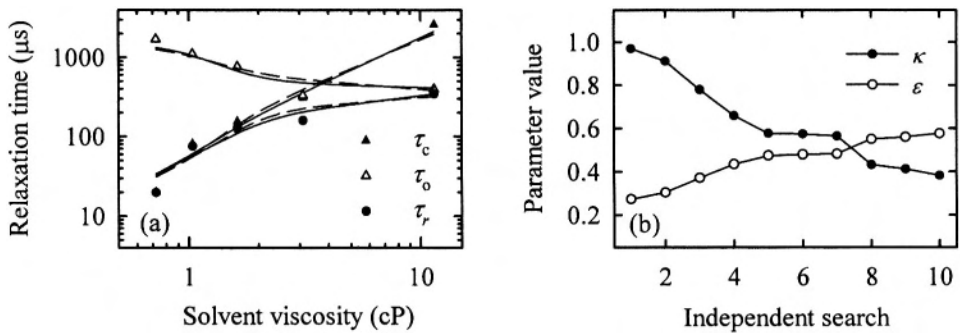 Relaxation time (μs)
1000
100
10
(a)
τc
τo
τr
1
10
Solvent viscosity (cP)
Parameter value
1.0
0.8
0.6
0.4
0.2
(b)
κ
ε
2
4
6
8
10
Independent search